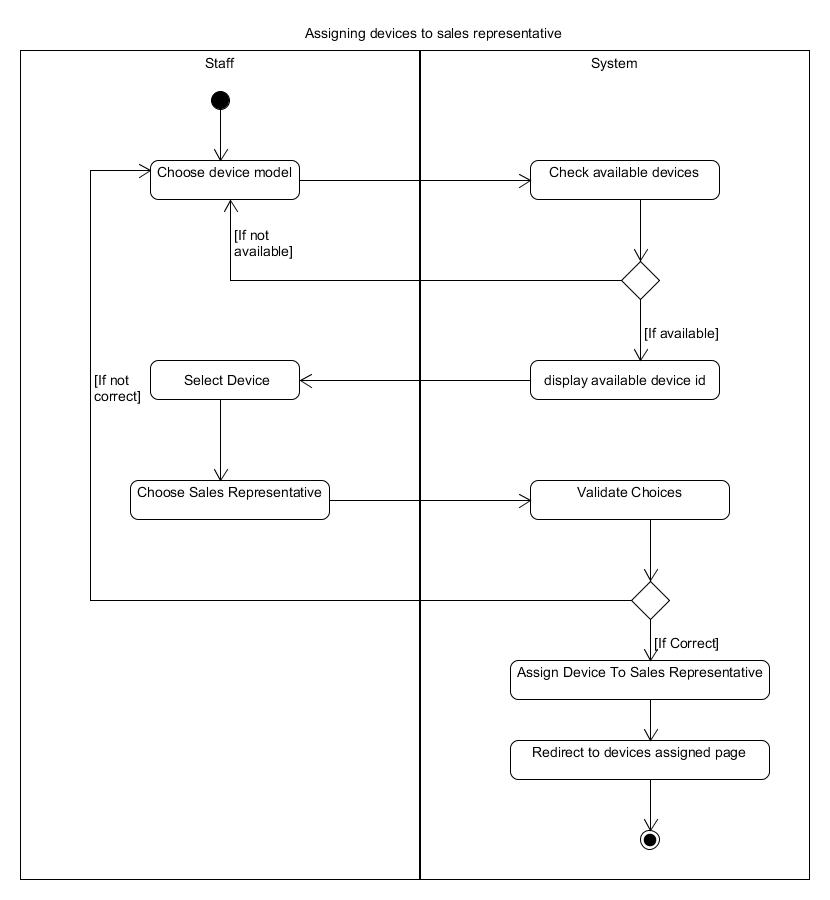 Assigning devices to sales representative
Staff
System
Choose device model
Check available devices
[If not
available]
[If available]
[If not
correct]
Select Device
display available device id
Choose Sales Representative
Validate Choices
[If Correct]
Assign Device To Sales Representative
Redirect to devices assigned page